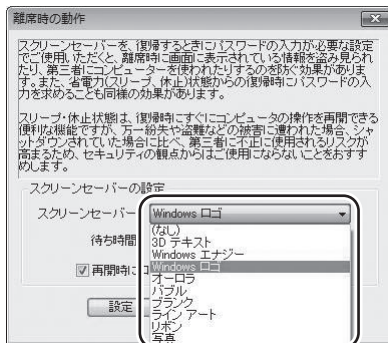 離席時の動作
スクリーンセーバーを、復帰するときにパスワードの入力が必要な設定
でご使用いただくと、離席時に画面に表示されている情報を盗み見られ
たり、第三者にコンピューターを使われたりするのを防ぐ効果がありま
す。また、省電力(スリープ、休止)状態からの復帰時にパスワードの入
力を求めることも同様の効果があります。
スリープ・休止状態は、復帰時にすぐにコンピュータの操作を再開できる
便利な機能ですが、万一紛失や盗難などの被害に遭われた場合、シャ
ットダウンされていた場合に比べ、第三者に不正に使用されるリスクが
高まるため、セキュリティの観点からはご使用にならないことをおすす
めします。
スクリーンセーバーの設定
スクリーンセーバー Windows ロゴ
(なし)
待ち時間 3D テキスト
Windows エナジー
Windows ロゴ
再開時に
オーロラ
バブル
ブランク
設定 ライン アート
リボン
写真